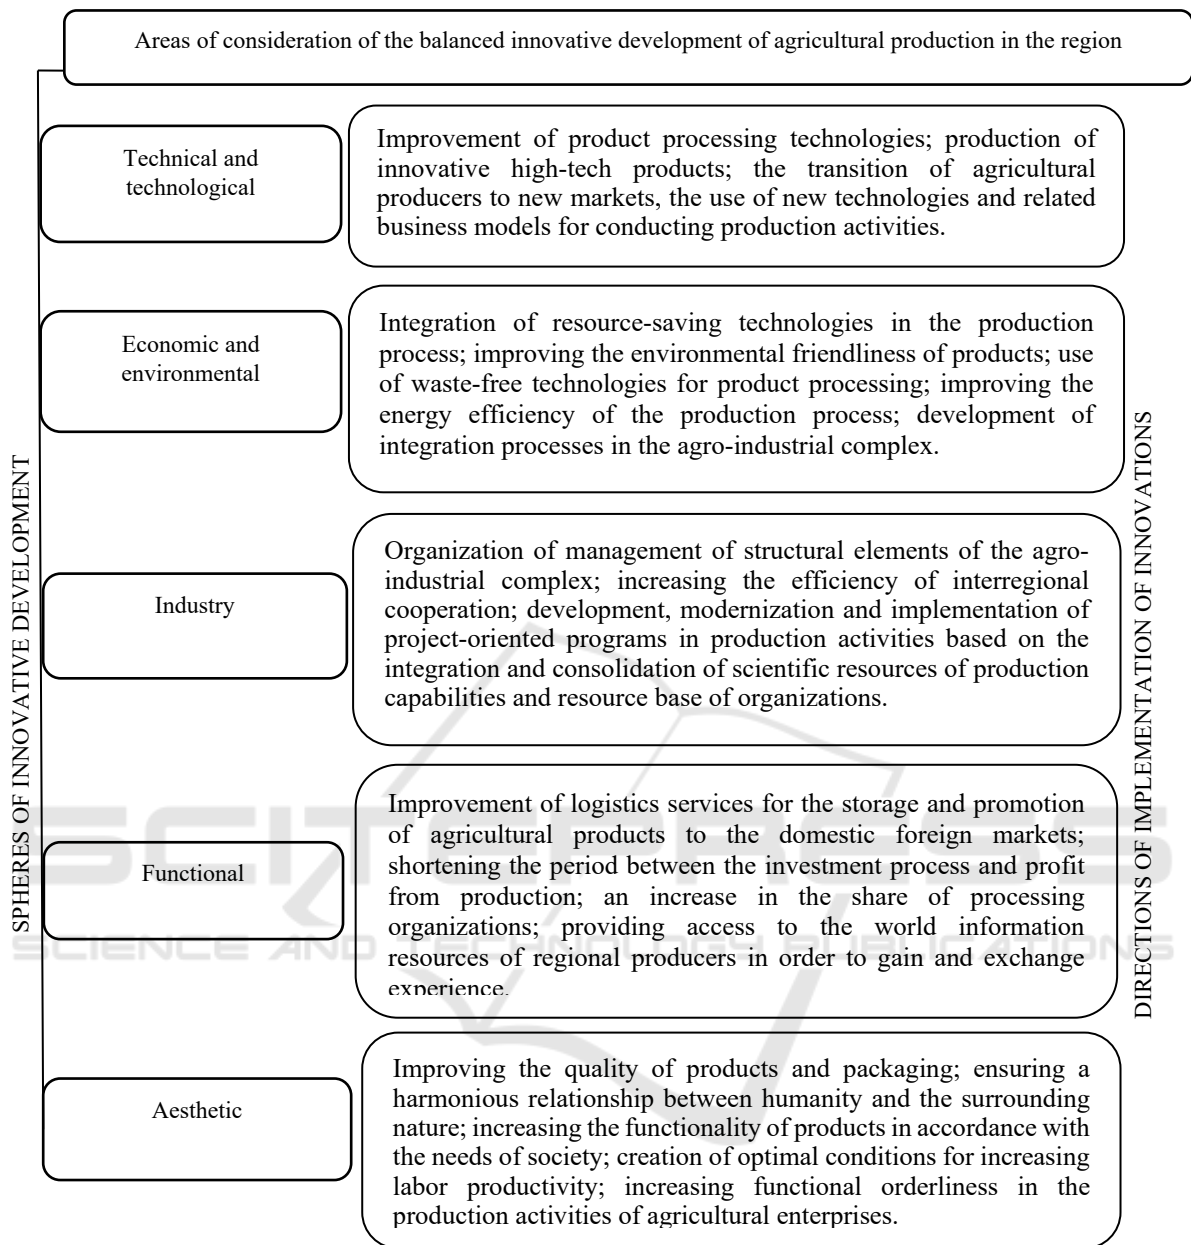 Areas of consideration of the balanced innovative development of agricultural production in the region
SPHERES OF INNOVATIVE DEVELOPMENT
Technical and
technological
Improvement of product processing technologies; production of
innovative high-tech products; the transition of agricultural
producers to new markets, the use of new technologies and related
business models for conducting production activities.
Economic and
environmental
Integration of resource-saving technologies in the production
process; improving the environmental friendliness of products; use
of waste-free technologies for product processing; improving the
energy efficiency of the production process; development of
integration processes in the agro-industrial complex.
Industry
Organization of management of structural elements of the agro-
industrial complex; increasing the efficiency of interregional
cooperation; development, modernization and implementation of
project-oriented programs in production activities based on the
integration and consolidation of scientific resources of production
capabilities and resource base of organizations.
Functional
Improvement of logistics services for the storage and promotion
of agricultural products to the domestic foreign markets;
shortening the period between the investment process and profit
from production; an increase in the share of processing
organizations; providing access to the world information
resources of regional producers in order to gain and exchange
experience.
Aesthetic
Improving the quality of products and packaging; ensuring a
harmonious relationship between humanity and the surrounding
nature; increasing the functionality of products in accordance with
the needs of society; creation of optimal conditions for increasing
labor productivity; increasing functional orderliness in the
production activities of agricultural enterprises.
DIRECTIONS OF IMPLEMENTATION OF INNOVATIONS
SCITEPRESS
SCIENCE AND TECHNOLOGY PUBLICATIONS